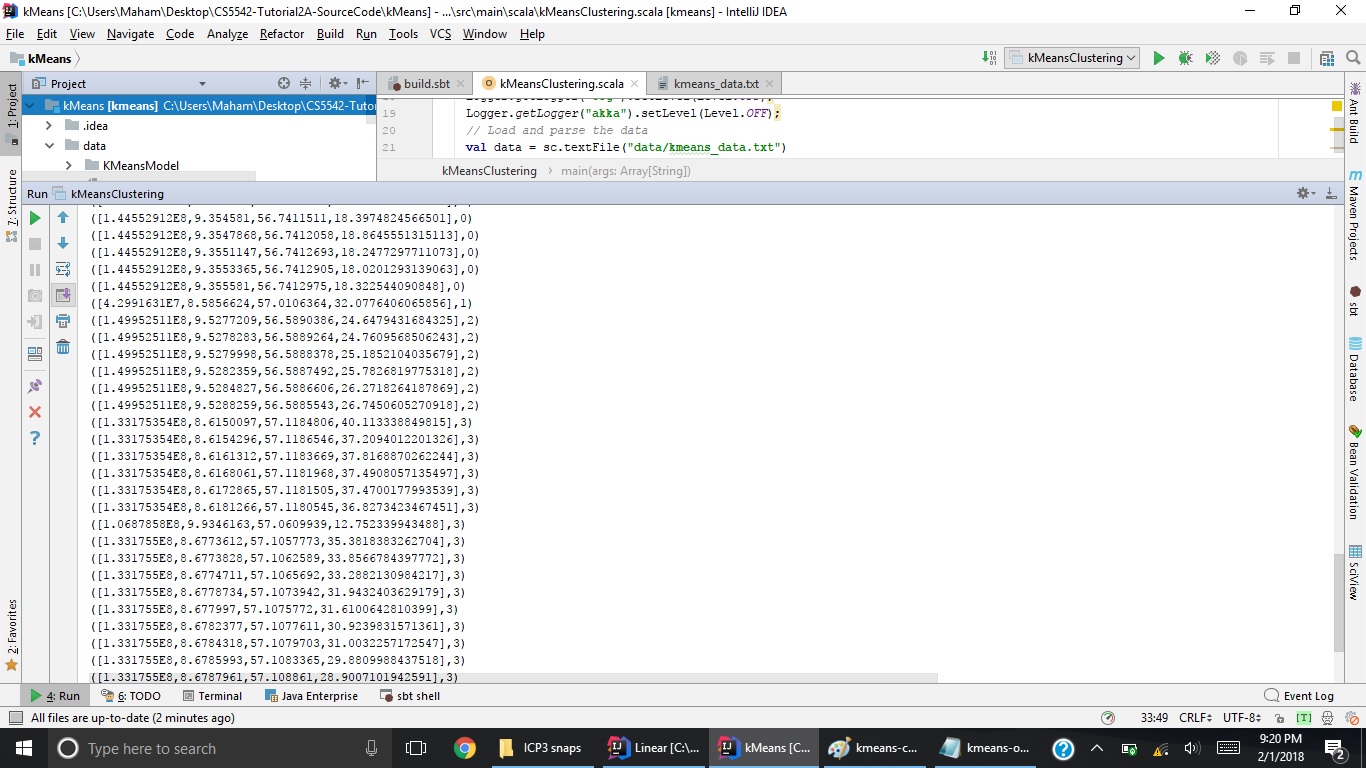 kMeans [C:\Users\Maham\Desktop\CS5542-Tutorial2A-SourceCode\kMeans] - ...\src\main\scala\kMeansClustering.scala [kmeans] - IntelliJ IDEA
File Edit View Navigate Code Analyze Refactor Build Run Tools VCS Window Help
kMeans
kMeansClustering
Project
build.sbt
kMeansClustering.scala
kmeans_data.txt
kMeans [kmeans] C:\Users\Maham\Desktop\CS5542-Tutor
.idea
data
KMeansModel
19 Logger.getLogger("akka").setLevel(Level.OFF);
20 // Load and parse the data
21 val data = sc.textFile("data/kmeans_data.txt")
kMeansClustering main(args: Array[String])
1: Project
7: Structure
2: Favorites
Ant Build
Maven Projects
sbt
Database
Bean Validation
SciView
Run kMeansClustering
([1.44552912E8,9.354581,56.7411511,18.3974824566501],0)
([1.44552912E8,9.3547868,56.7412058,18.8645551315113],0)
([1.44552912E8,9.3551147,56.7412693,18.2477297711073],0)
([1.44552912E8,9.3553365,56.7412905,18.0201293139063],0)
([1.44552912E8,9.355581,56.7412975,18.322544090848],0)
([4.2991631E7,8.5856624,57.0106364,32.0776406065856],1)
([1.49952511E8,9.5277209,56.5890386,24.6479431684325],2)
([1.49952511E8,9.5278283,56.5889264,24.7609568506243],2)
([1.49952511E8,9.5279998,56.5888378,25.1852104035679],2)
([1.49952511E8,9.5282359,56.5887492,25.7826819775318],2)
([1.49952511E8,9.5284827,56.5886606,26.2718264187869],2)
([1.49952511E8,9.5288259,56.5885543,26.7450605270918],2)
([1.33175354E8,8.6150097,57.1184806,40.113338849815],3)
([1.33175354E8,8.6154296,57.1186546,37.2094012201326],3)
([1.33175354E8,8.6161312,57.1183669,37.8168870262244],3)
([1.33175354E8,8.6168061,57.1181968,37.4908057135497],3)
([1.33175354E8,8.6172865,57.1181505,37.4700177993539],3)
([1.33175354E8,8.6181266,57.1180545,36.8273423467451],3)
([1.0687858E8,9.9346163,57.0609939,12.752339943488],3)
([1.331755E8,8.6773612,57.1057773,35.3818383262704],3)
([1.331755E8,8.6773828,57.1062589,33.8566784397772],3)
([1.331755E8,8.6774711,57.1065692,33.2882130984217],3)
([1.331755E8,8.6778734,57.1073942,31.9432403629179],3)
([1.331755E8,8.677997,57.1075772,31.6100642810399],3)
([1.331755E8,8.6782377,57.1077611,30.9239831571361],3)
([1.331755E8,8.6784318,57.1079703,31.0032257172547],3)
([1.331755E8,8.6785993,57.1083365,29.8809988437518],3)
([1.331755E8,8.6787961,57.108861,28.9007101942591],3)
4: Run 6: TODO Terminal Java Enterprise sbt shell Event Log
All files are up-to-date (2 minutes ago) 33:49 CRLF UTF-8 [T]
Type here to search
ICP3 snaps
Linear [C:\...
kMeans [C...
kmeans-c...
kmeans-o...
9:20 PM
2/1/2018
2